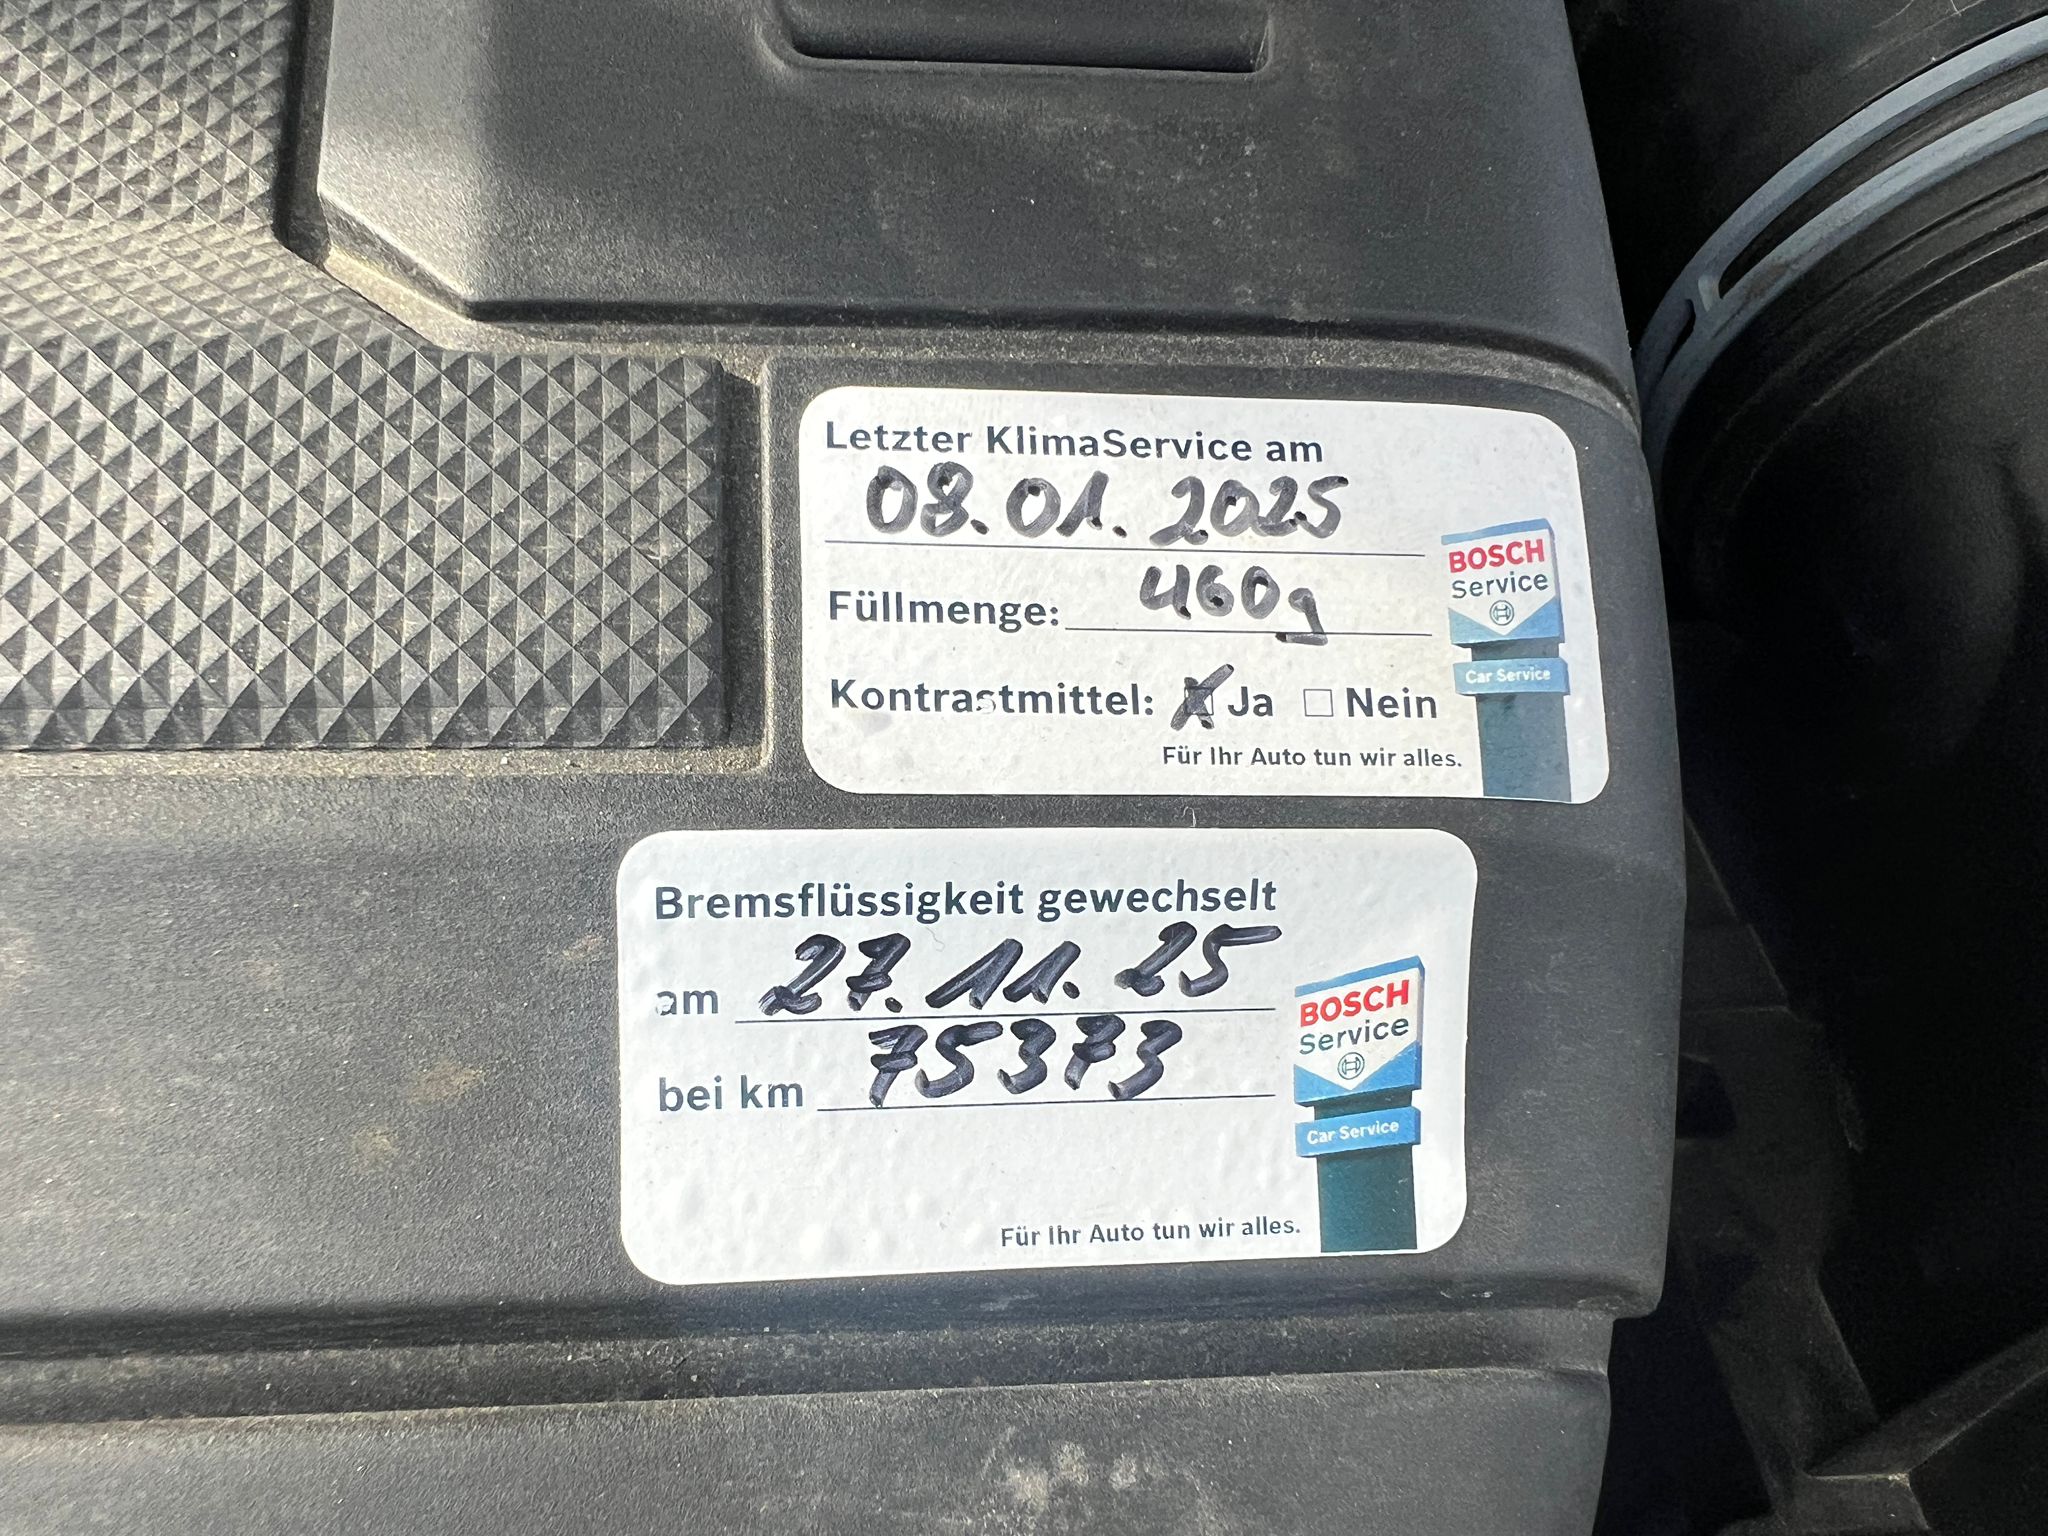 Letzter KlimaService am
08.01.2025
Füllmenge: 460g
Kontrastmittel: Ja Nein
Für Ihr Auto tun wir alles.
BOSCH
Service
Car Service
Bremsflüssigkeit gewechselt
am 27.11.25
bei km 75373
Für Ihr Auto tun wir alles.
BOSCH
Service
Car Service